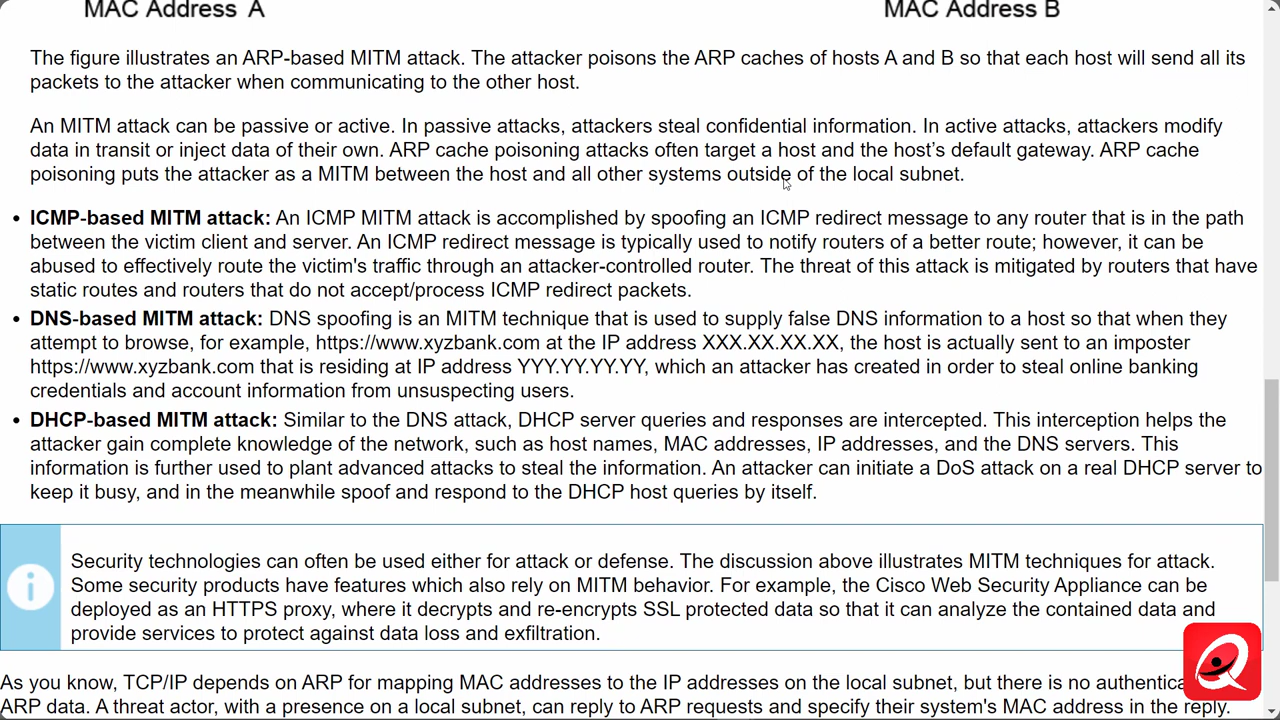 MAC Address A
MAC Address B
The figure illustrates an ARP-based MITM attack. The attacker poisons the ARP caches of hosts A and B so that each host will send all its
packets to the attacker when communicating to the other host.
An MITM attack can be passive or active. In passive attacks, attackers steal confidential information. In active attacks, attackers modify
data in transit or inject data of their own. ARP cache poisoning attacks often target a host and the host’s default gateway. ARP cache
poisoning puts the attacker as a MITM between the host and all other systems outside of the local subnet.
• ICMP-based MITM attack: An ICMP MITM attack is accomplished by spoofing an ICMP redirect message to any router that is in the path
between the victim client and server. An ICMP redirect message is typically used to notify routers of a better route; however, it can be
abused to effectively route the victim's traffic through an attacker-controlled router. The threat of this attack is mitigated by routers that have
static routes and routers that do not accept/process ICMP redirect packets.
• DNS-based MITM attack: DNS spoofing is an MITM technique that is used to supply false DNS information to a host so that when they
attempt to browse, for example, https://www.xyzbank.com at the IP address XXX.XX.XX.XX, the host is actually sent to an imposter
https://www.xyzbank.com that is residing at IP address YYY.YY.YY.YY, which an attacker has created in order to steal online banking
credentials and account information from unsuspecting users.
• DHCP-based MITM attack: Similar to the DNS attack, DHCP server queries and responses are intercepted. This interception helps the
attacker gain complete knowledge of the network, such as host names, MAC addresses, IP addresses, and the DNS servers. This
information is further used to plant advanced attacks to steal the information. An attacker can initiate a DoS attack on a real DHCP server to
keep it busy, and in the meanwhile spoof and respond to the DHCP host queries by itself.
Security technologies can often be used either for attack or defense. The discussion above illustrates MITM techniques for attack.
Some security products have features which also rely on MITM behavior. For example, the Cisco Web Security Appliance can be
deployed as an HTTPS proxy, where it decrypts and re-encrypts SSL protected data so that it can analyze the contained data and
provide services to protect against data loss and exfiltration.
As you know, TCP/IP depends on ARP for mapping MAC addresses to the IP addresses on the local subnet, but there is no
ARP data. A threat actor, with a presence on a local subnet, can reply to ARP requests and specify their system's MAC address in the reply.